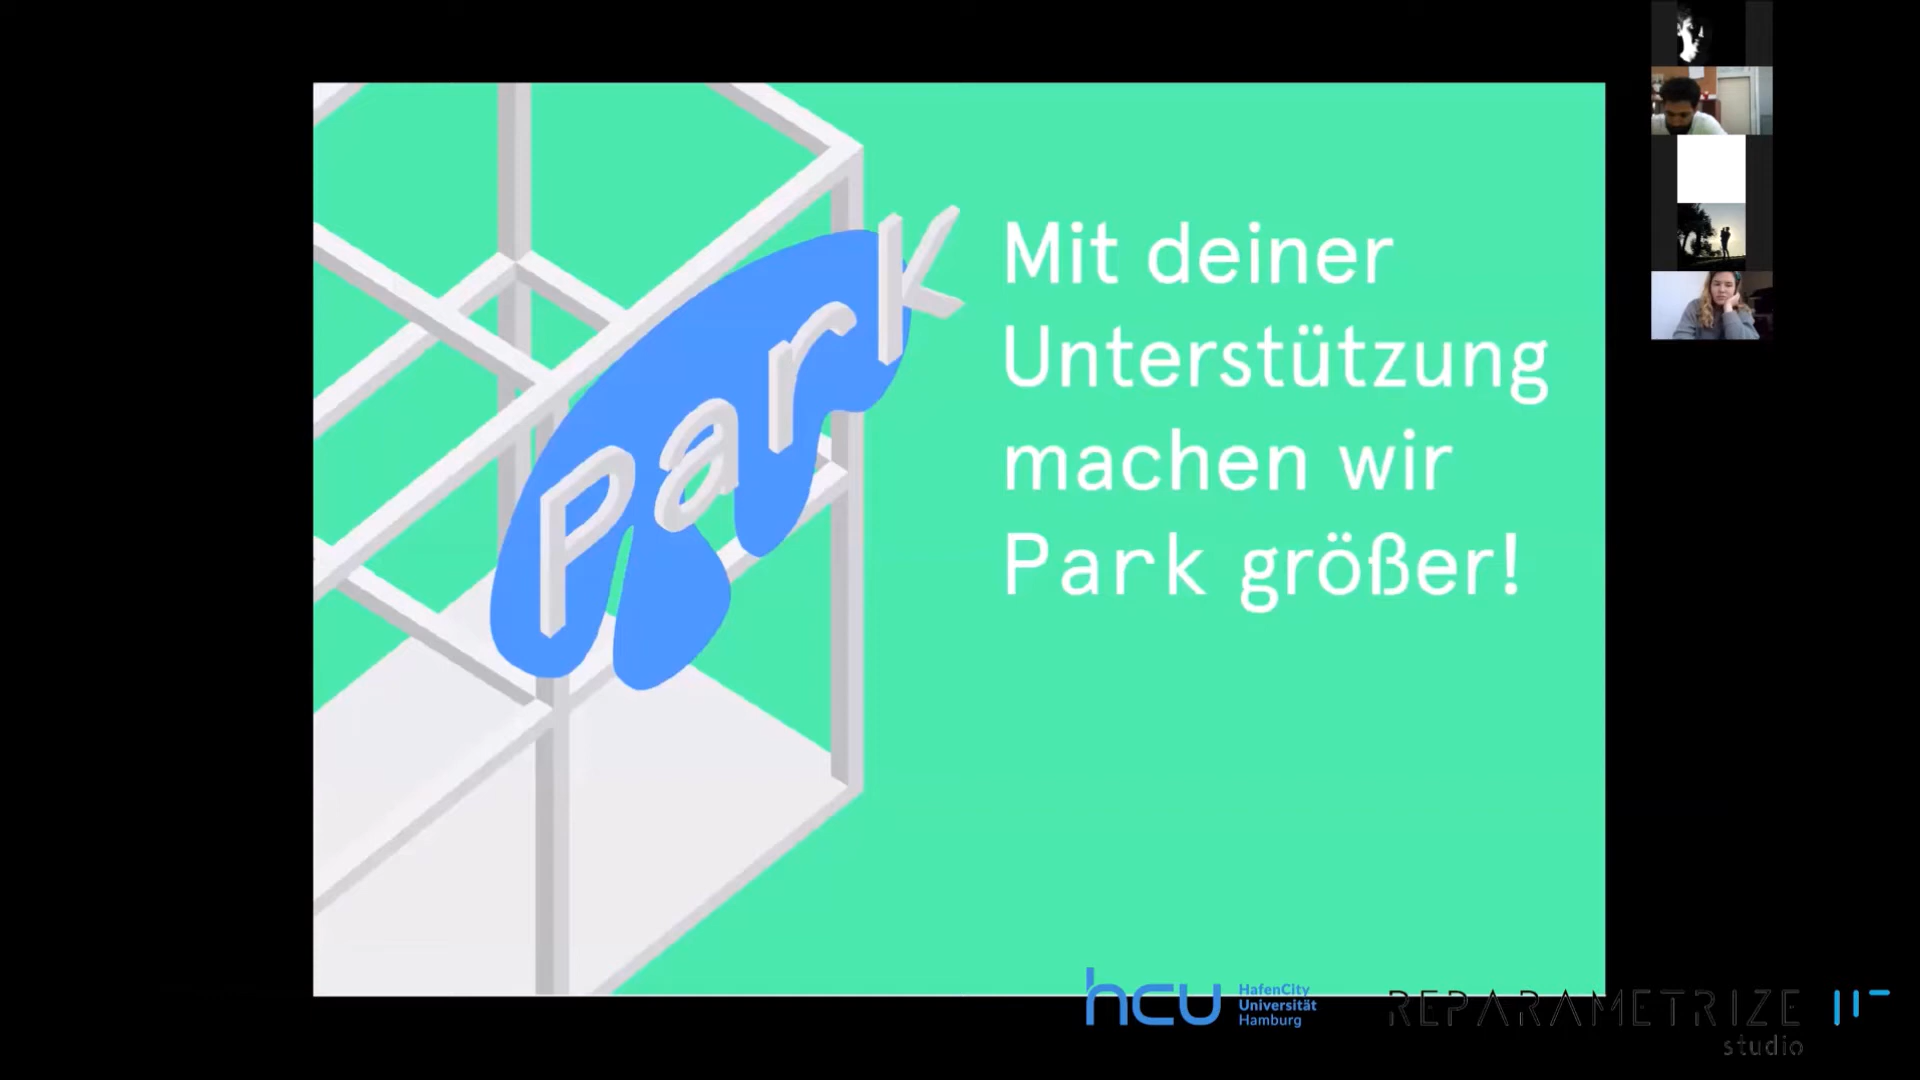 Park
Mit deiner
Unterstützung
machen wir
Park größer!
hcu
HafenCity
Universität
Hamburg
REPARAMETRIZE
studio